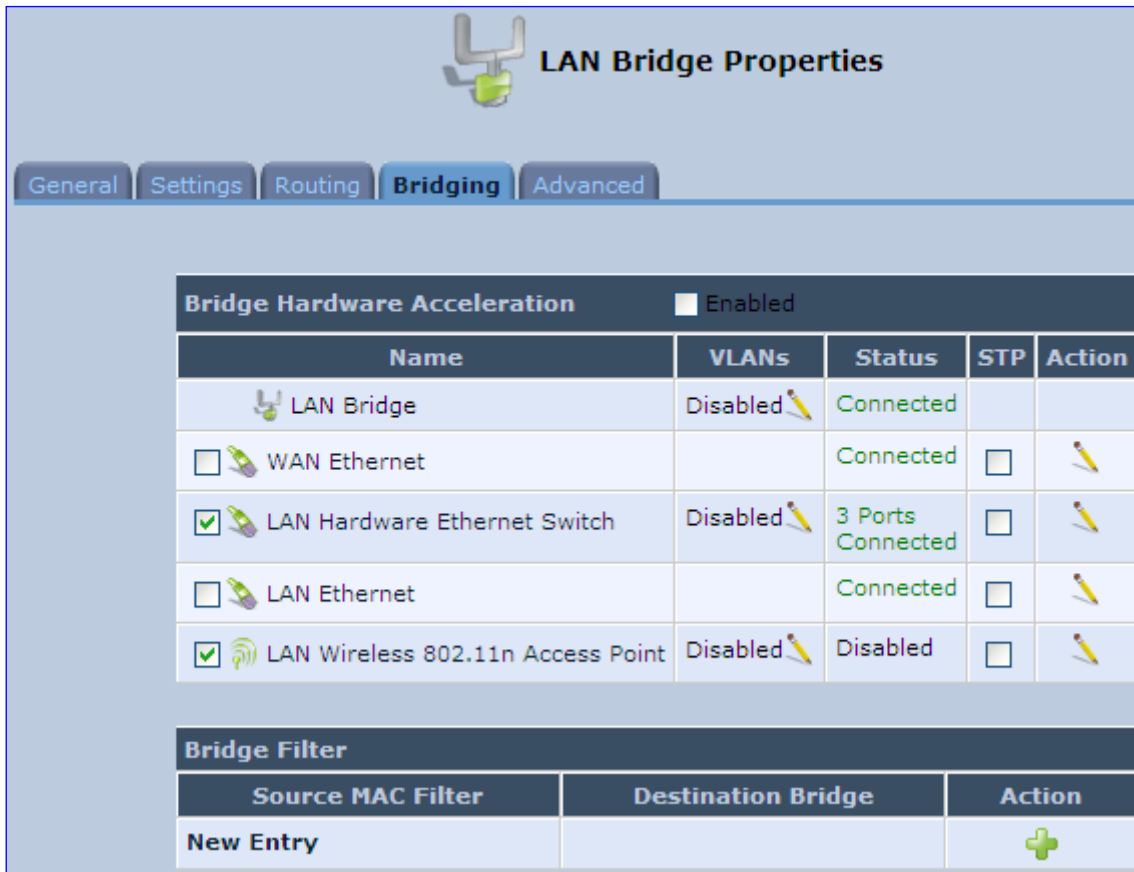 LAN Bridge Properties
General Settings Routing Bridging Advanced
Bridge Hardware Acceleration Enabled
Name VLANs Status STP Action
LAN Bridge Disabled Connected
WAN Ethernet Connected
LAN Hardware Ethernet Switch Disabled 3 Ports
Connected
LAN Ethernet Connected
LAN Wireless 802.11n Access Point Disabled Disabled
Bridge Filter
Source MAC Filter Destination Bridge Action
New Entry